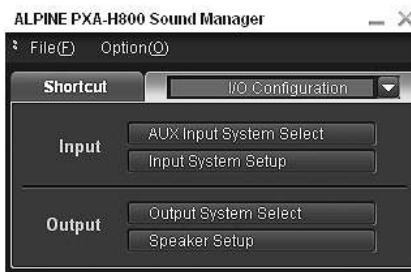 ALPINE PXA-H800 Sound Manager
File(F) Option(O)
Shortcut I/O Configuration
Input
AUX Input System Select
Input System Setup
Output
Output System Select
Speaker Setup